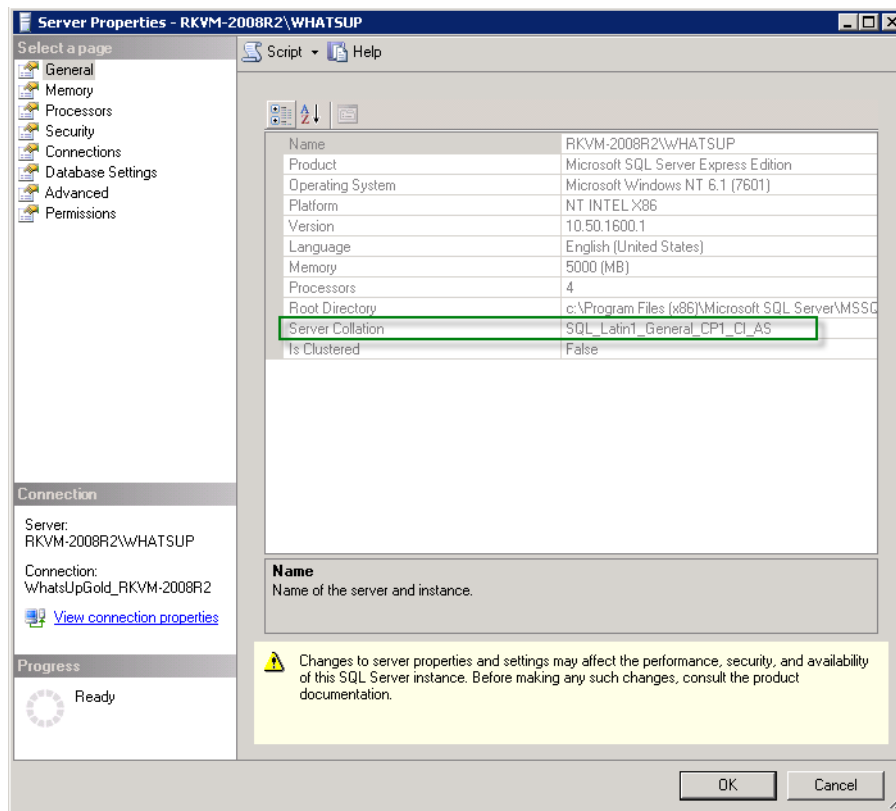 Server Properties - RKVM-2008R2\WHATSUP
Select a page
General
Memory
Processors
Security
Connections
Database Settings
Advanced
Permissions
Script Help
Name RKVM-2008R2\WHATSUP
Product Microsoft SQL Server Express Edition
Operating System Microsoft Windows NT 6.1 (7601)
Platform NT INTEL X86
Version 10.50.1600.1
Language English (United States)
Memory 5000 (MB)
Processors 4
Root Directory c:\Program Files (x86)\Microsoft SQL Server\MSSQ
Server Collation SQL_Latin1_General_CP1_CI_AS
Is Clustered False
Connection
Server:
RKVM-2008R2\WHATSUP
Connection:
WhatsUpGold_RKVM-2008R2
View connection properties
Progress
Ready
Name
Name of the server and instance.
Changes to server properties and settings may affect the performance, security, and availability
of this SQL Server instance. Before making any such changes, consult the product
documentation.
OK Cancel